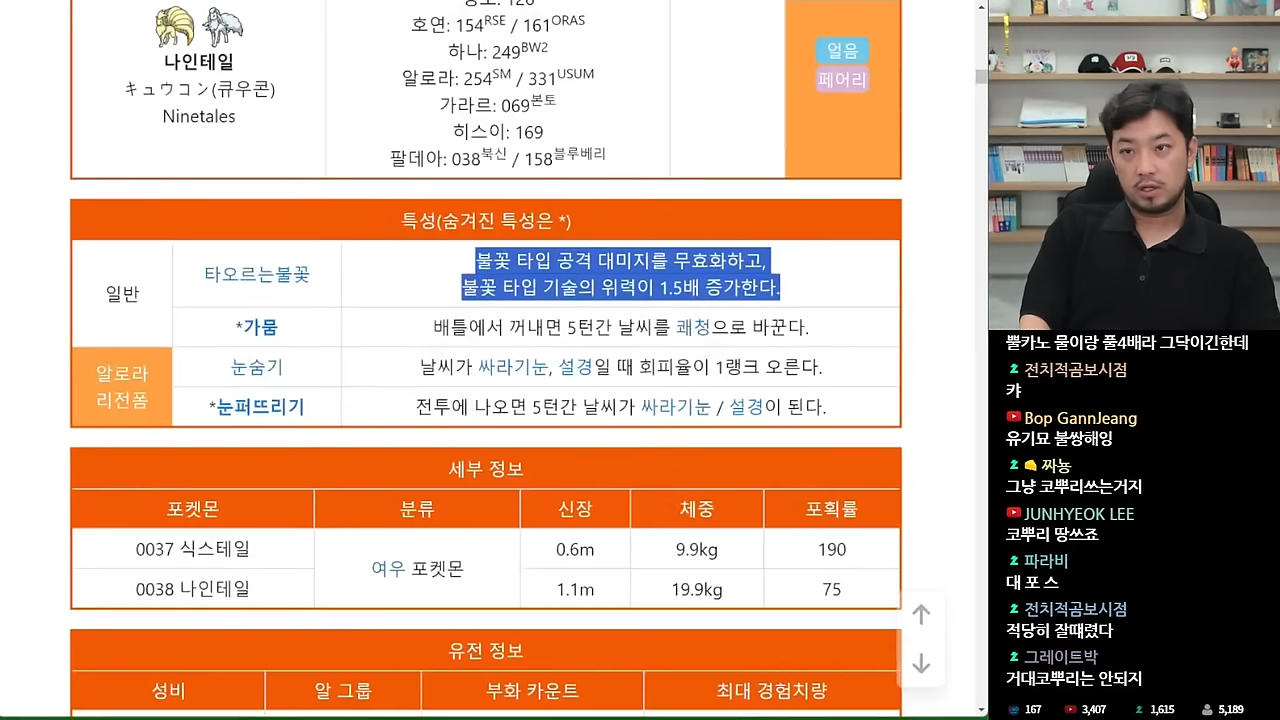 호연: 154RSE / 161ORAS
하나: 249BW2
알로라: 254SM / 331USUM
가라르: 069본토
히스이: 169
팔데아: 038북신 / 158블루베리
나인테일
キュウコン(큐우콘)
Ninetales
얼음
페어리
특성(숨겨진 특성은 *)
일반
타오르는불꽃
불꽃 타입 공격 대미지를 무효화하고,
불꽃 타입 기술의 위력이 1.5배 증가한다.
*가뭄
배틀에서 꺼내면 5턴간 날씨를 쾌청으로 바꾼다.
알로라
리전폼
눈숨기
날씨가 싸라기눈, 설경일 때 회피율이 1랭크 오른다.
*눈퍼뜨리기
전투에 나오면 5턴간 날씨가 싸라기눈 / 설경이 된다.
세부 정보
포켓몬 분류 신장 체중 포획률
0037 식스테일 0.6m 9.9kg 190
여우 포켓몬
0038 나인테일 1.1m 19.9kg 75
유전 정보
성비 알 그룹 부화 카운트 최대 경험치량
뿔카노 물이랑 풀4배라 그닥이긴한데
전치적곰보시점
캬
Bop GannJeang
유기묘 불쌍해잉
짜뇽
그냥 코뿌리쓰는거지
JUNHYEOK LEE
코뿌리 땅쓰죠
파라비
대 포 스
전치적곰보시점
적당히 잘때렸다
그레이트박
거대코뿌리는 안되지
167 3,407 1,615 5,189